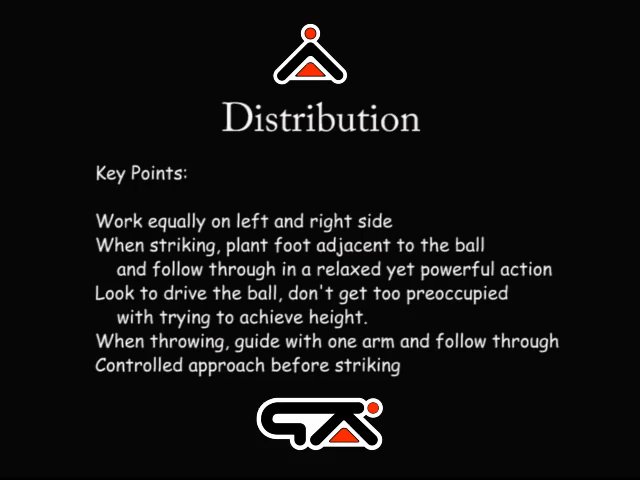 Distribution
Key Points:
Work equally on left and right side
When striking, plant foot adjacent to the ball
and follow through in a relaxed yet powerful action
Look to drive the ball, don't get too preoccupied
with trying to achieve height.
When throwing, guide with one arm and follow through
Controlled approach before striking